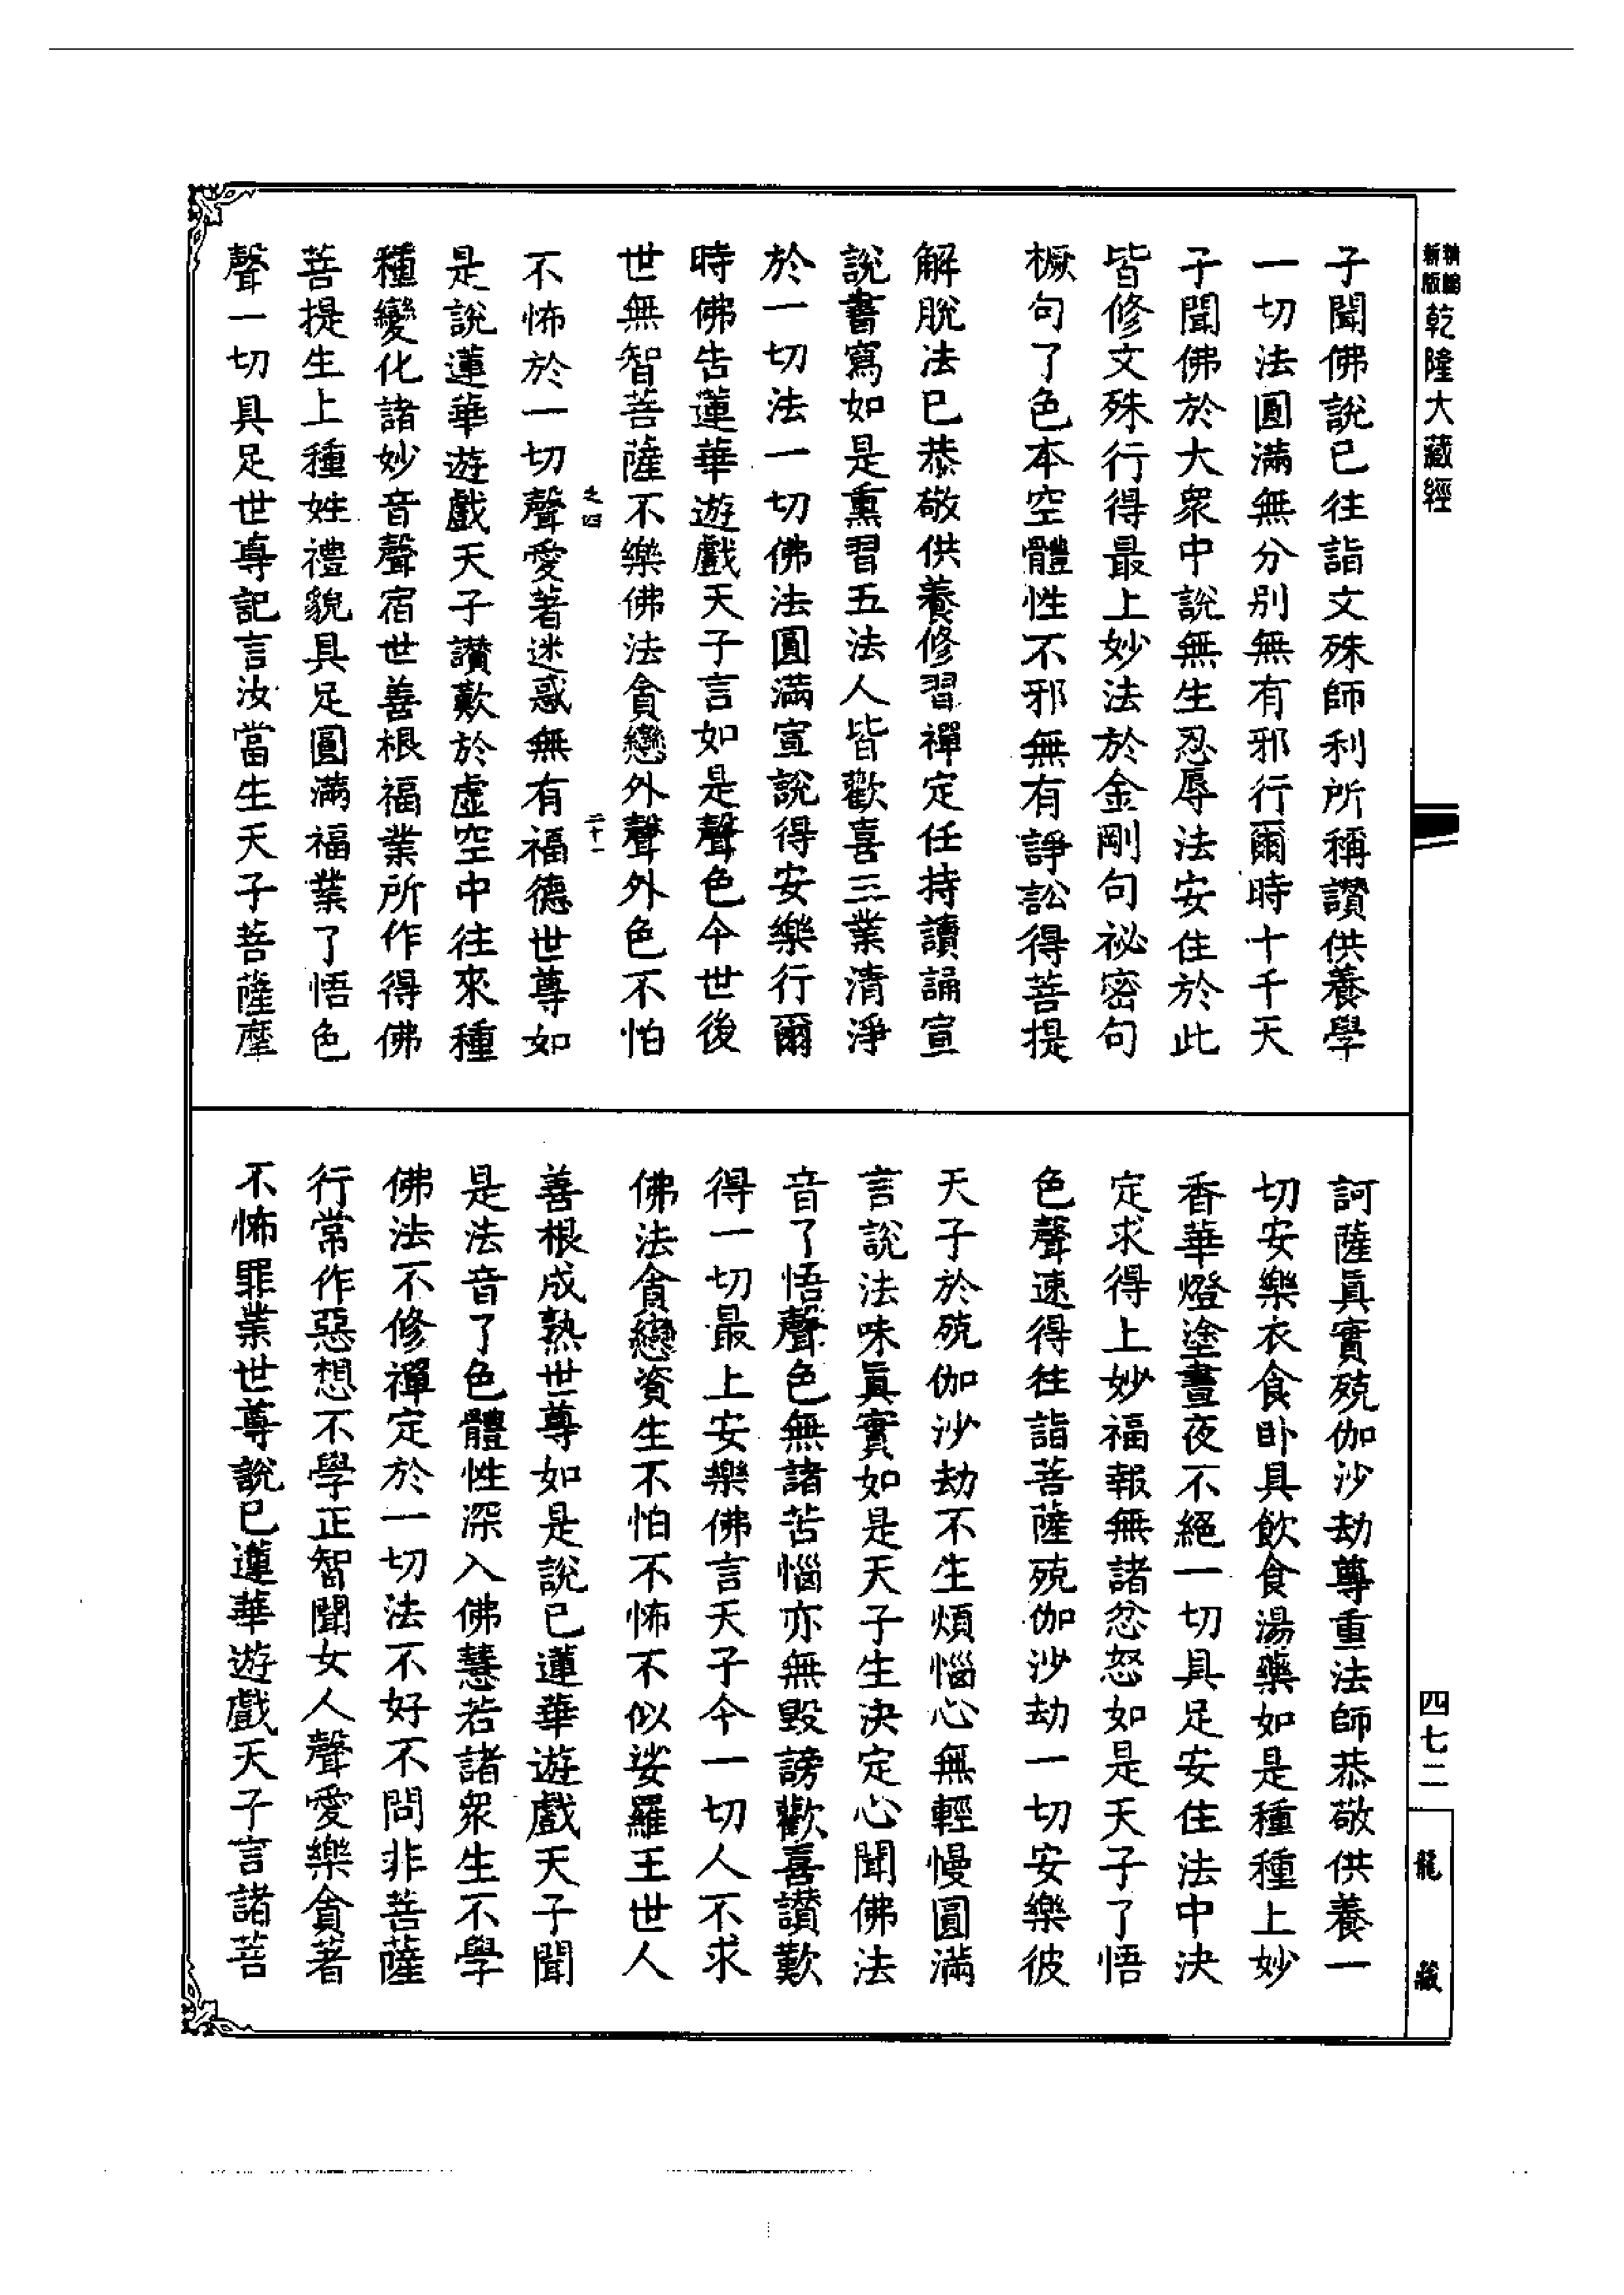 新版
精編
乾隆大藏經
子聞佛說已往詣文殊師利所稱讚供養學
一切法圓滿無分别無有邪行爾時十千天
子聞佛於大衆中說無生忍辱法安住於此
皆修文殊行得最上妙法於金剛句祕密句
橛句了色本空體性不邪無有諍訟得菩提
解脫法已恭敬供養修習禪定任持讀誦宣
說書寫如是熏習五法人皆歡喜三業清淨
於一切法一切佛法圓滿宣說得安樂行爾
時佛告蓮華遊戲天子言如是聲色今世後
世無智菩薩不樂佛法貪戀外聲外色不怕
之四
二十一
不怖於一切聲愛著迷惑無有福德世尊如
是說蓮華遊戲天子讃歎於虛空中往來種
種變化諸妙音聲宿世善根福業所作得佛
菩提生上種姓禮貌具足圓滿福業了悟色
聲一切具足世尊記言汝當生天子菩薩摩
訶薩眞實殑伽沙劫尊重法師恭敬供養一
切安樂衣食卧具飲食湯藥如是種種上妙
香華燈塗晝夜不絕一切具足安住法中決
定求得上妙福報無諸忿怒如是天子了悟
色聲速得往詣菩薩殑伽沙劫一切安樂彼
天子於殑伽沙劫不生煩惱心無輕慢圓滿
言說法味眞實如是天子生決定心聞佛法
音了悟聲色無諸苦惱亦無毀謗歡喜讃歎
得一切最上安樂佛言天子今一切人不求
佛法貪戀資生不怕不怖不似娑羅王世人
善根成熟世尊如是說已蓮華遊戲天子聞
是法音了色體性深入佛慧若諸衆生不學
佛法不修禪定於一切法不好不問非菩薩
行常作惡想不學正智聞女人聲愛樂貪著
不怖罪業世尊說已蓮華遊戲天子言諸菩
四七二
龍藏